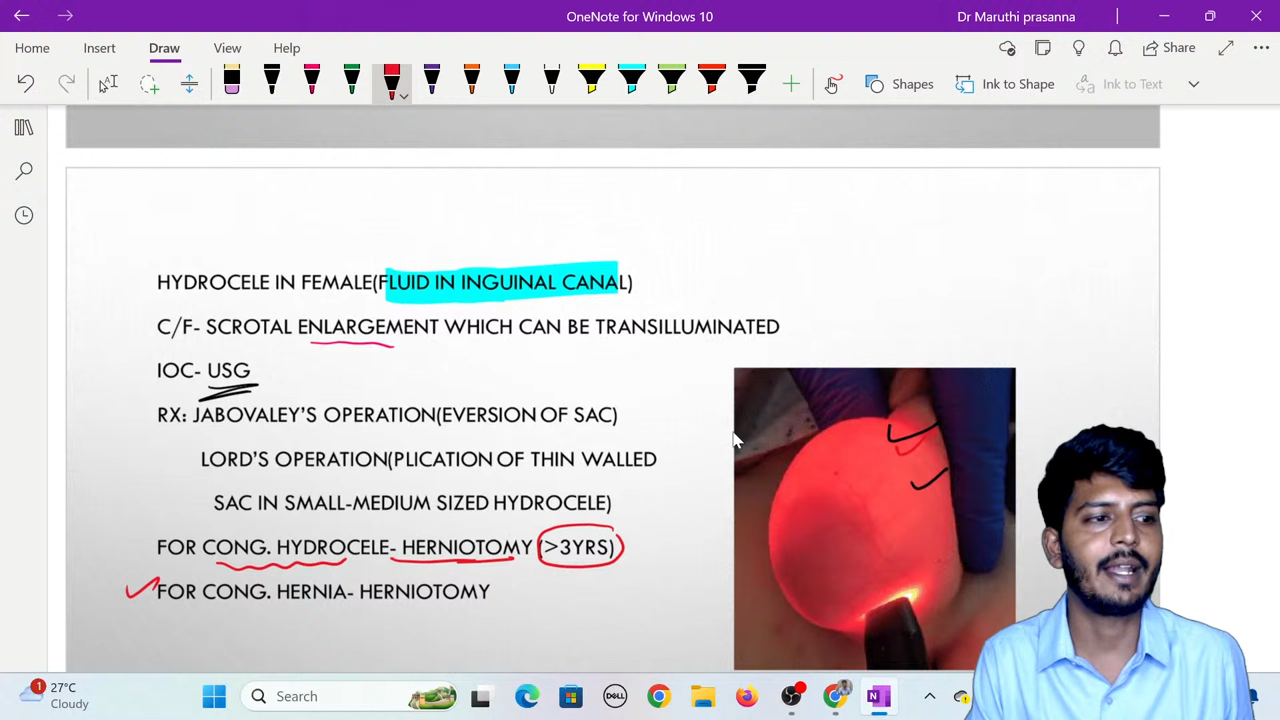 OneNote for Windows 10
Dr Maruthi prasanna
Home Insert Draw View Help
Share
Shapes
Ink to Shape
Ink to Text
HYDROCELE IN FEMALE(FLUID IN INGUINAL CANAL)
C/F- SCROTAL ENLARGEMENT WHICH CAN BE TRANSILLUMINATED
IOC- USG
RX: JABOVALEY'S OPERATION(EVERSION OF SAC)
LORD'S OPERATION(PLICATION OF THIN WALLED
SAC IN SMALL-MEDIUM SIZED HYDROCELE)
FOR CONG. HYDROCELE- HERNIOTOMY (>3YRS)
FOR CONG. HERNIA- HERNIOTOMY
1
27°C
Cloudy
Search
DELL